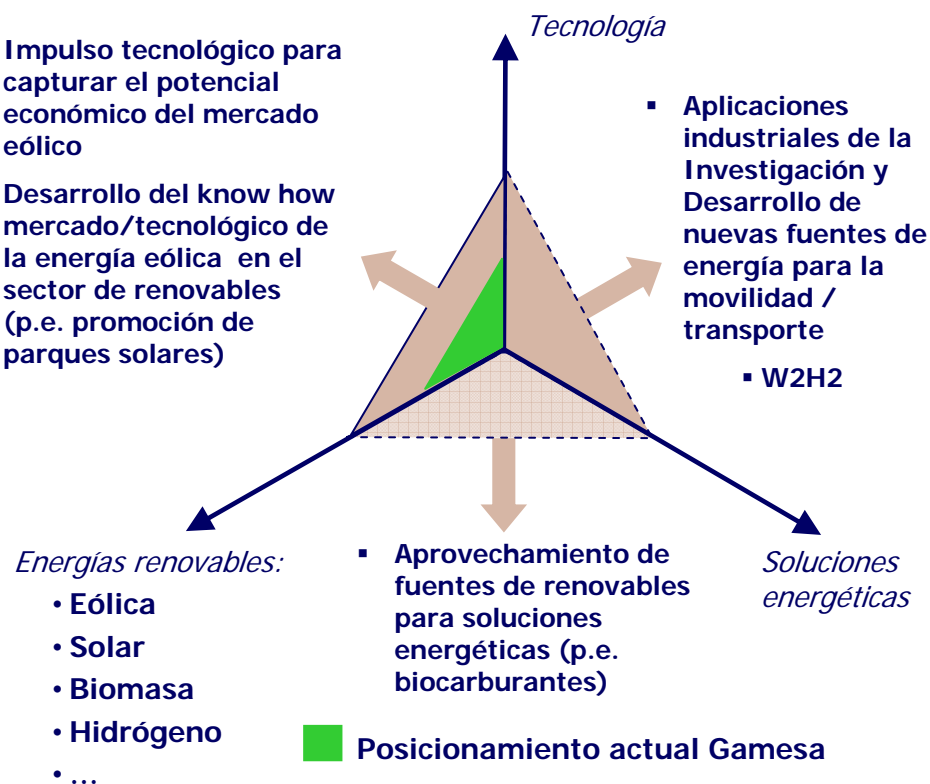 Tecnología
Impulso tecnológico para
capturar el potencial
económico del mercado
eólico
Desarrollo del know how
mercado/tecnológico de
la energía eólica en el
sector de renovables
(p.e. promoción de
parques solares)
▪ Aplicaciones
industriales de la
Investigación y
Desarrollo de
nuevas fuentes de
energía para la
movilidad /
transporte
▪ W2H2
Energías renovables:
• Eólica
• Solar
• Biomasa
• Hidrógeno
• ...
▪ Aprovechamiento de
fuentes de renovables
para soluciones
energéticas (p.e.
biocarburantes)
Soluciones
energéticas
Posicionamiento actual Gamesa